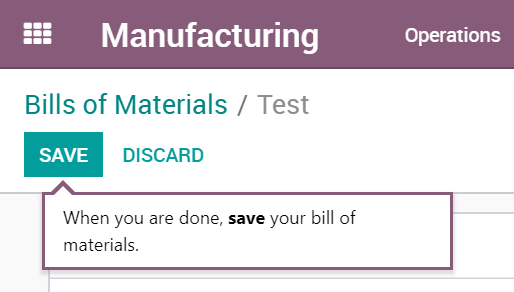 Manufacturing Operations
Bills of Materials / Test
SAVE DISCARD
When you are done, save your bill of
materials.